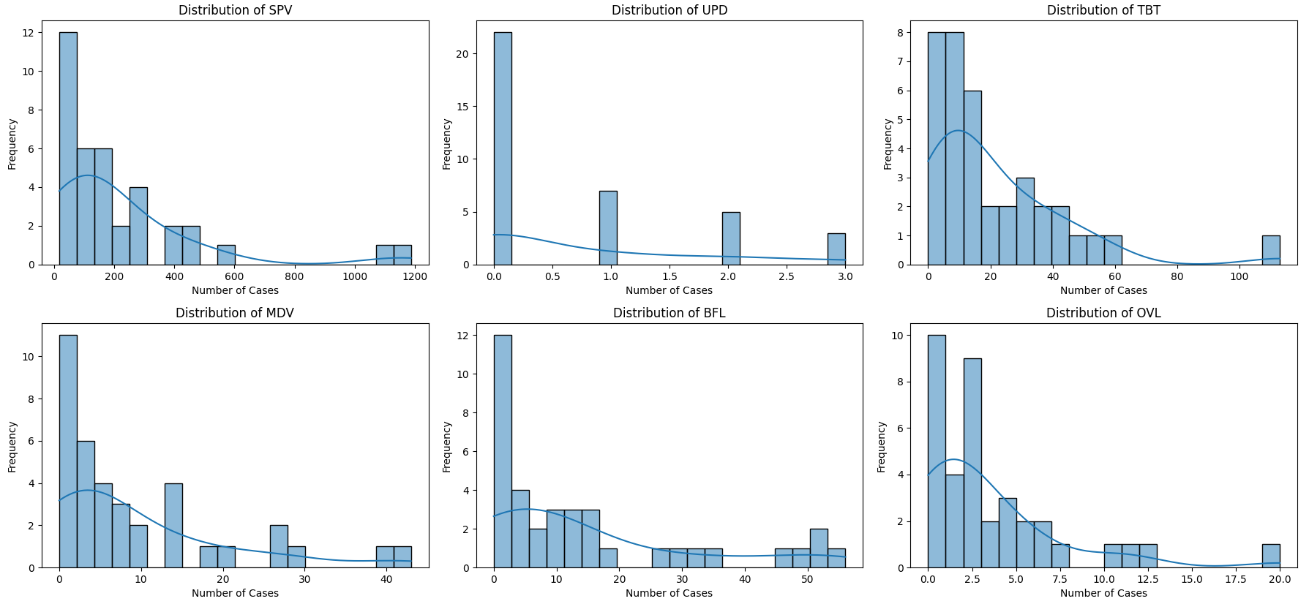 Distribution of SPV
Frequency
12
10
8
6
4
2
0
0 200 400 600 800 1000 1200
Number of Cases
Distribution of UPD
Frequency
20
15
10
5
0
0.0 0.5 1.0 1.5 2.0 2.5 3.0
Number of Cases
Distribution of TBT
Frequency
8
7
6
5
4
3
2
1
0
0 20 40 60 80 100
Number of Cases
Distribution of MDV
Frequency
10
8
6
4
2
0
0 10 20 30 40
Number of Cases
Distribution of BFL
Frequency
12
10
8
6
4
2
0
0 10 20 30 40 50
Number of Cases
Distribution of OVL
Frequency
10
8
6
4
2
0
0.0 2.5 5.0 7.5 10.0 12.5 15.0 17.5 20.0
Number of Cases